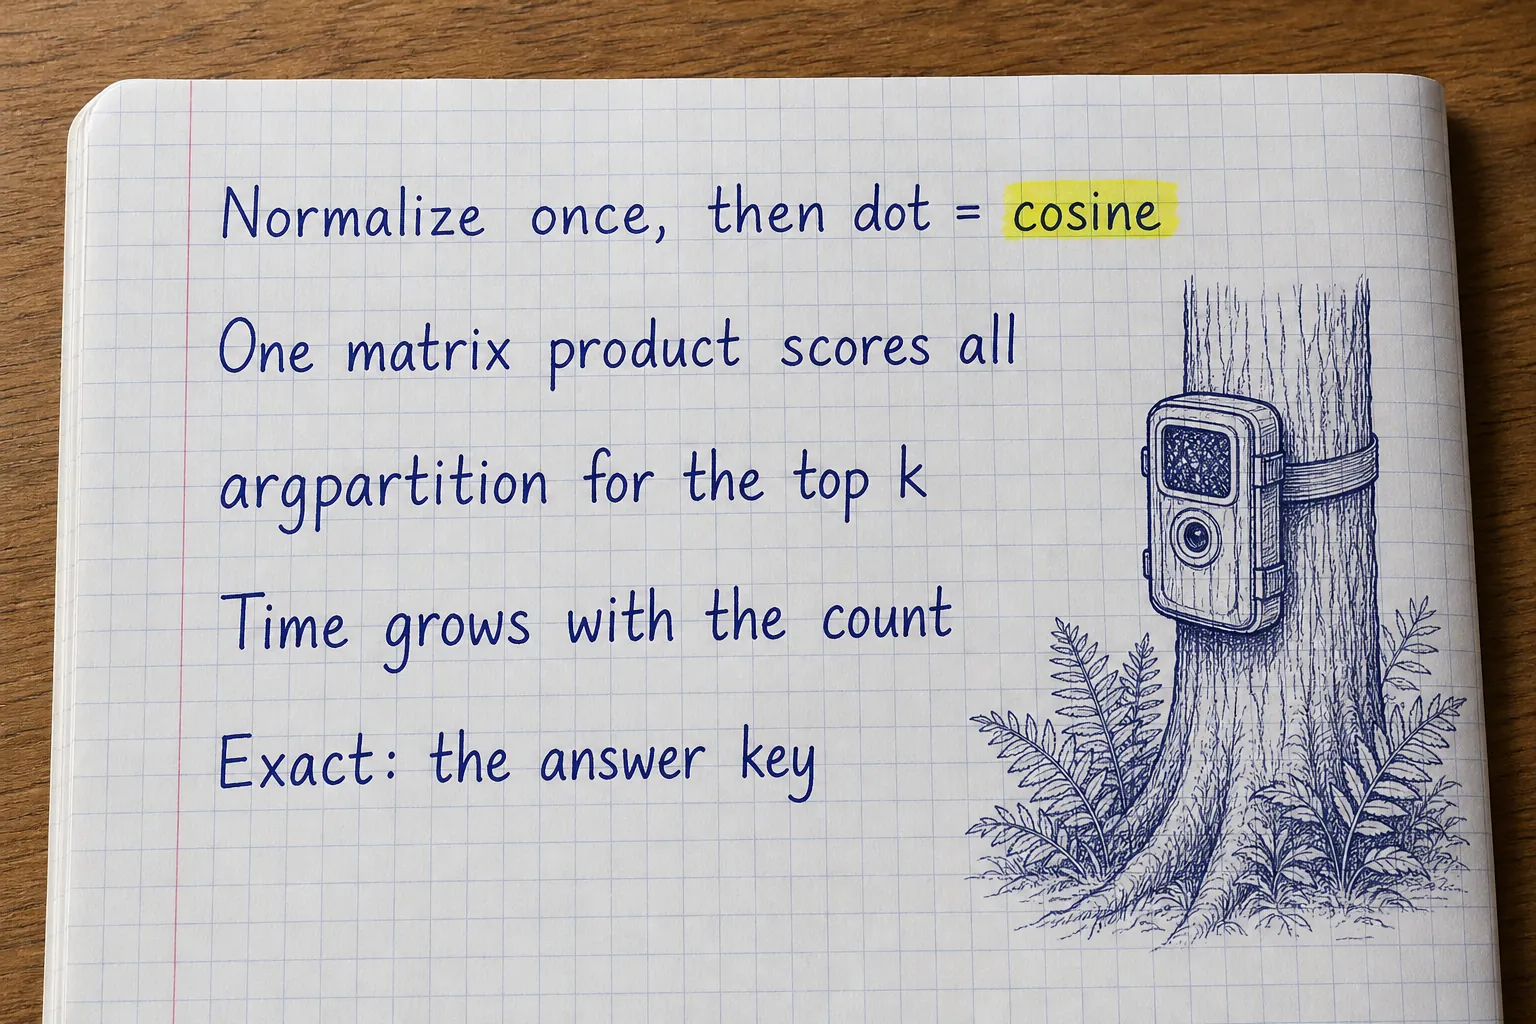 Normalize once, then dot = cosine
One matrix product scores all
argpartition for the top k
Time grows with the count
Exact: the answer key